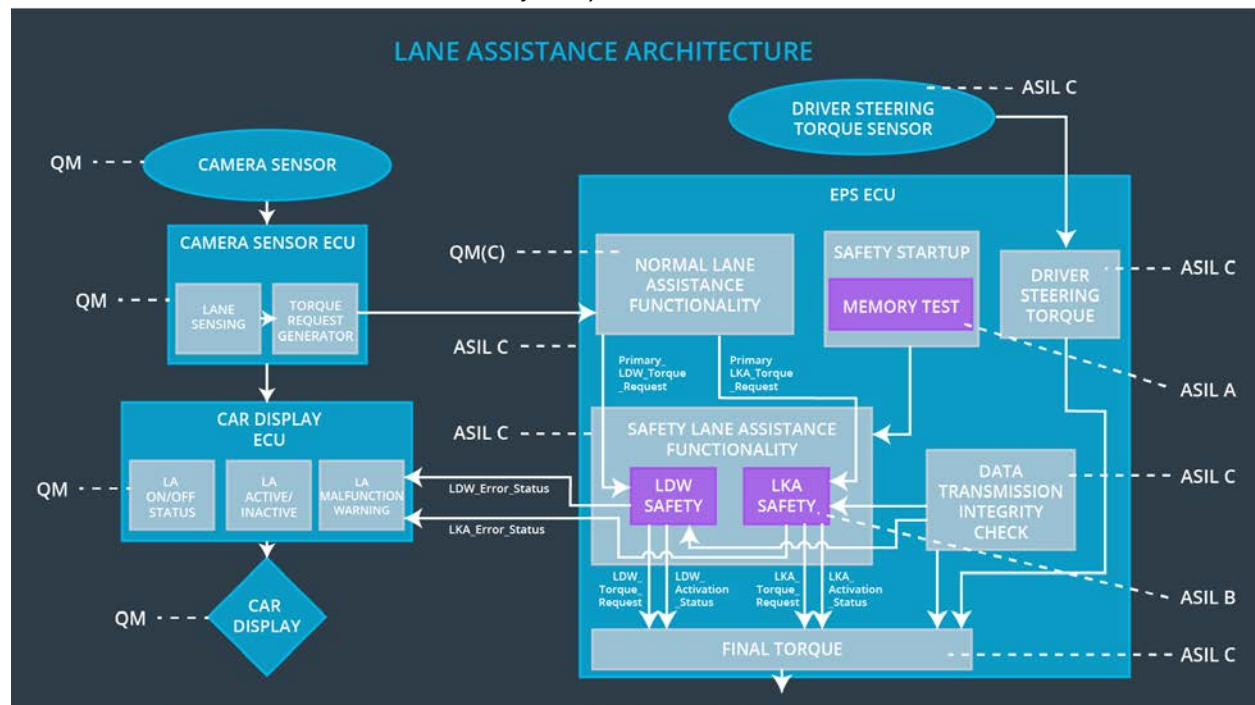 LANE ASSISTANCE ARCHITECTURE
ASIL C
DRIVER STEERING
TORQUE SENSOR
QM
CAMERA SENSOR
EPS ECU
CAMERA SENSOR ECU
QM
LANE
SENSING
TORQUE
REQUEST
GENERATOR
QM(C)
NORMAL LANE
ASSISTANCE
FUNCTIONALITY
SAFETY STARTUP
MEMORY TEST
DRIVER
STEERING
TORQUE
ASIL C
ASIL C
Primary_
LDW_Torque
_Request
Primary
LKA_Torque
_Request
ASIL A
CAR DISPLAY
ECU
QM
LA
ON/OFF
STATUS
LA
ACTIVE/
INACTIVE
LA
MALFUNCTION
WARNING
ASIL C
SAFETY LANE ASSISTANCE
FUNCTIONALITY
LDW
SAFETY
LKA
SAFETY
DATA
TRANSMISSION
INTEGRITY
CHECK
ASIL C
LDW_Error_Status
LKA_Error_Status
LDW_
Torque_
Request
LDW_
Activation
_Status
LKA_
Torque_
Request
LKA_
Activation
_Status
ASIL B
QM
CAR
DISPLAY
FINAL TORQUE
ASIL C